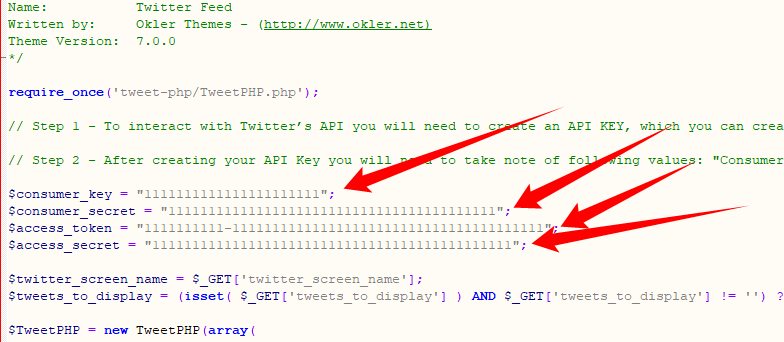 Name: Twitter Feed
Written by: Okler Themes - (http://www.okler.net)
Theme Version: 7.0.0
*/
require_once('tweet-php/TweetPHP.php');
// Step 1 - To interact with Twitter's API you will need to create an API KEY, which you can crea
// Step 2 - After creating your API Key you will need to take note of following values: "Consumer
$consumer_key = "1111111111111111111111";
$consumer_secret = "11111111111111111111111111111111111111111";
$access_token = "1111111111-111111111111111111111111111111111111111";
$access_secret = "111111111111111111111111111111111111111111111";
$twitter_screen_name = $_GET['twitter_screen_name'];
$tweets_to_display = (isset( $_GET['tweets_to_display'] ) AND $_GET['tweets_to_display'] != '') ?
$TweetPHP = new TweetPHP(array(